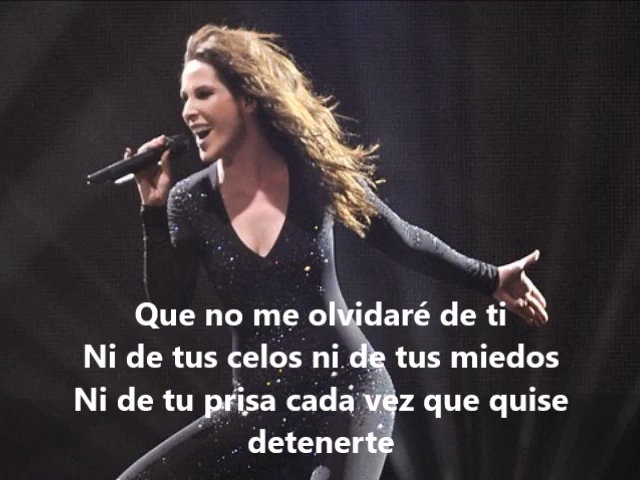 Que no me olvidaré de ti
Ni de tus celos ni de tus miedos
Ni de tu prisa cada vez que quise
detenerte